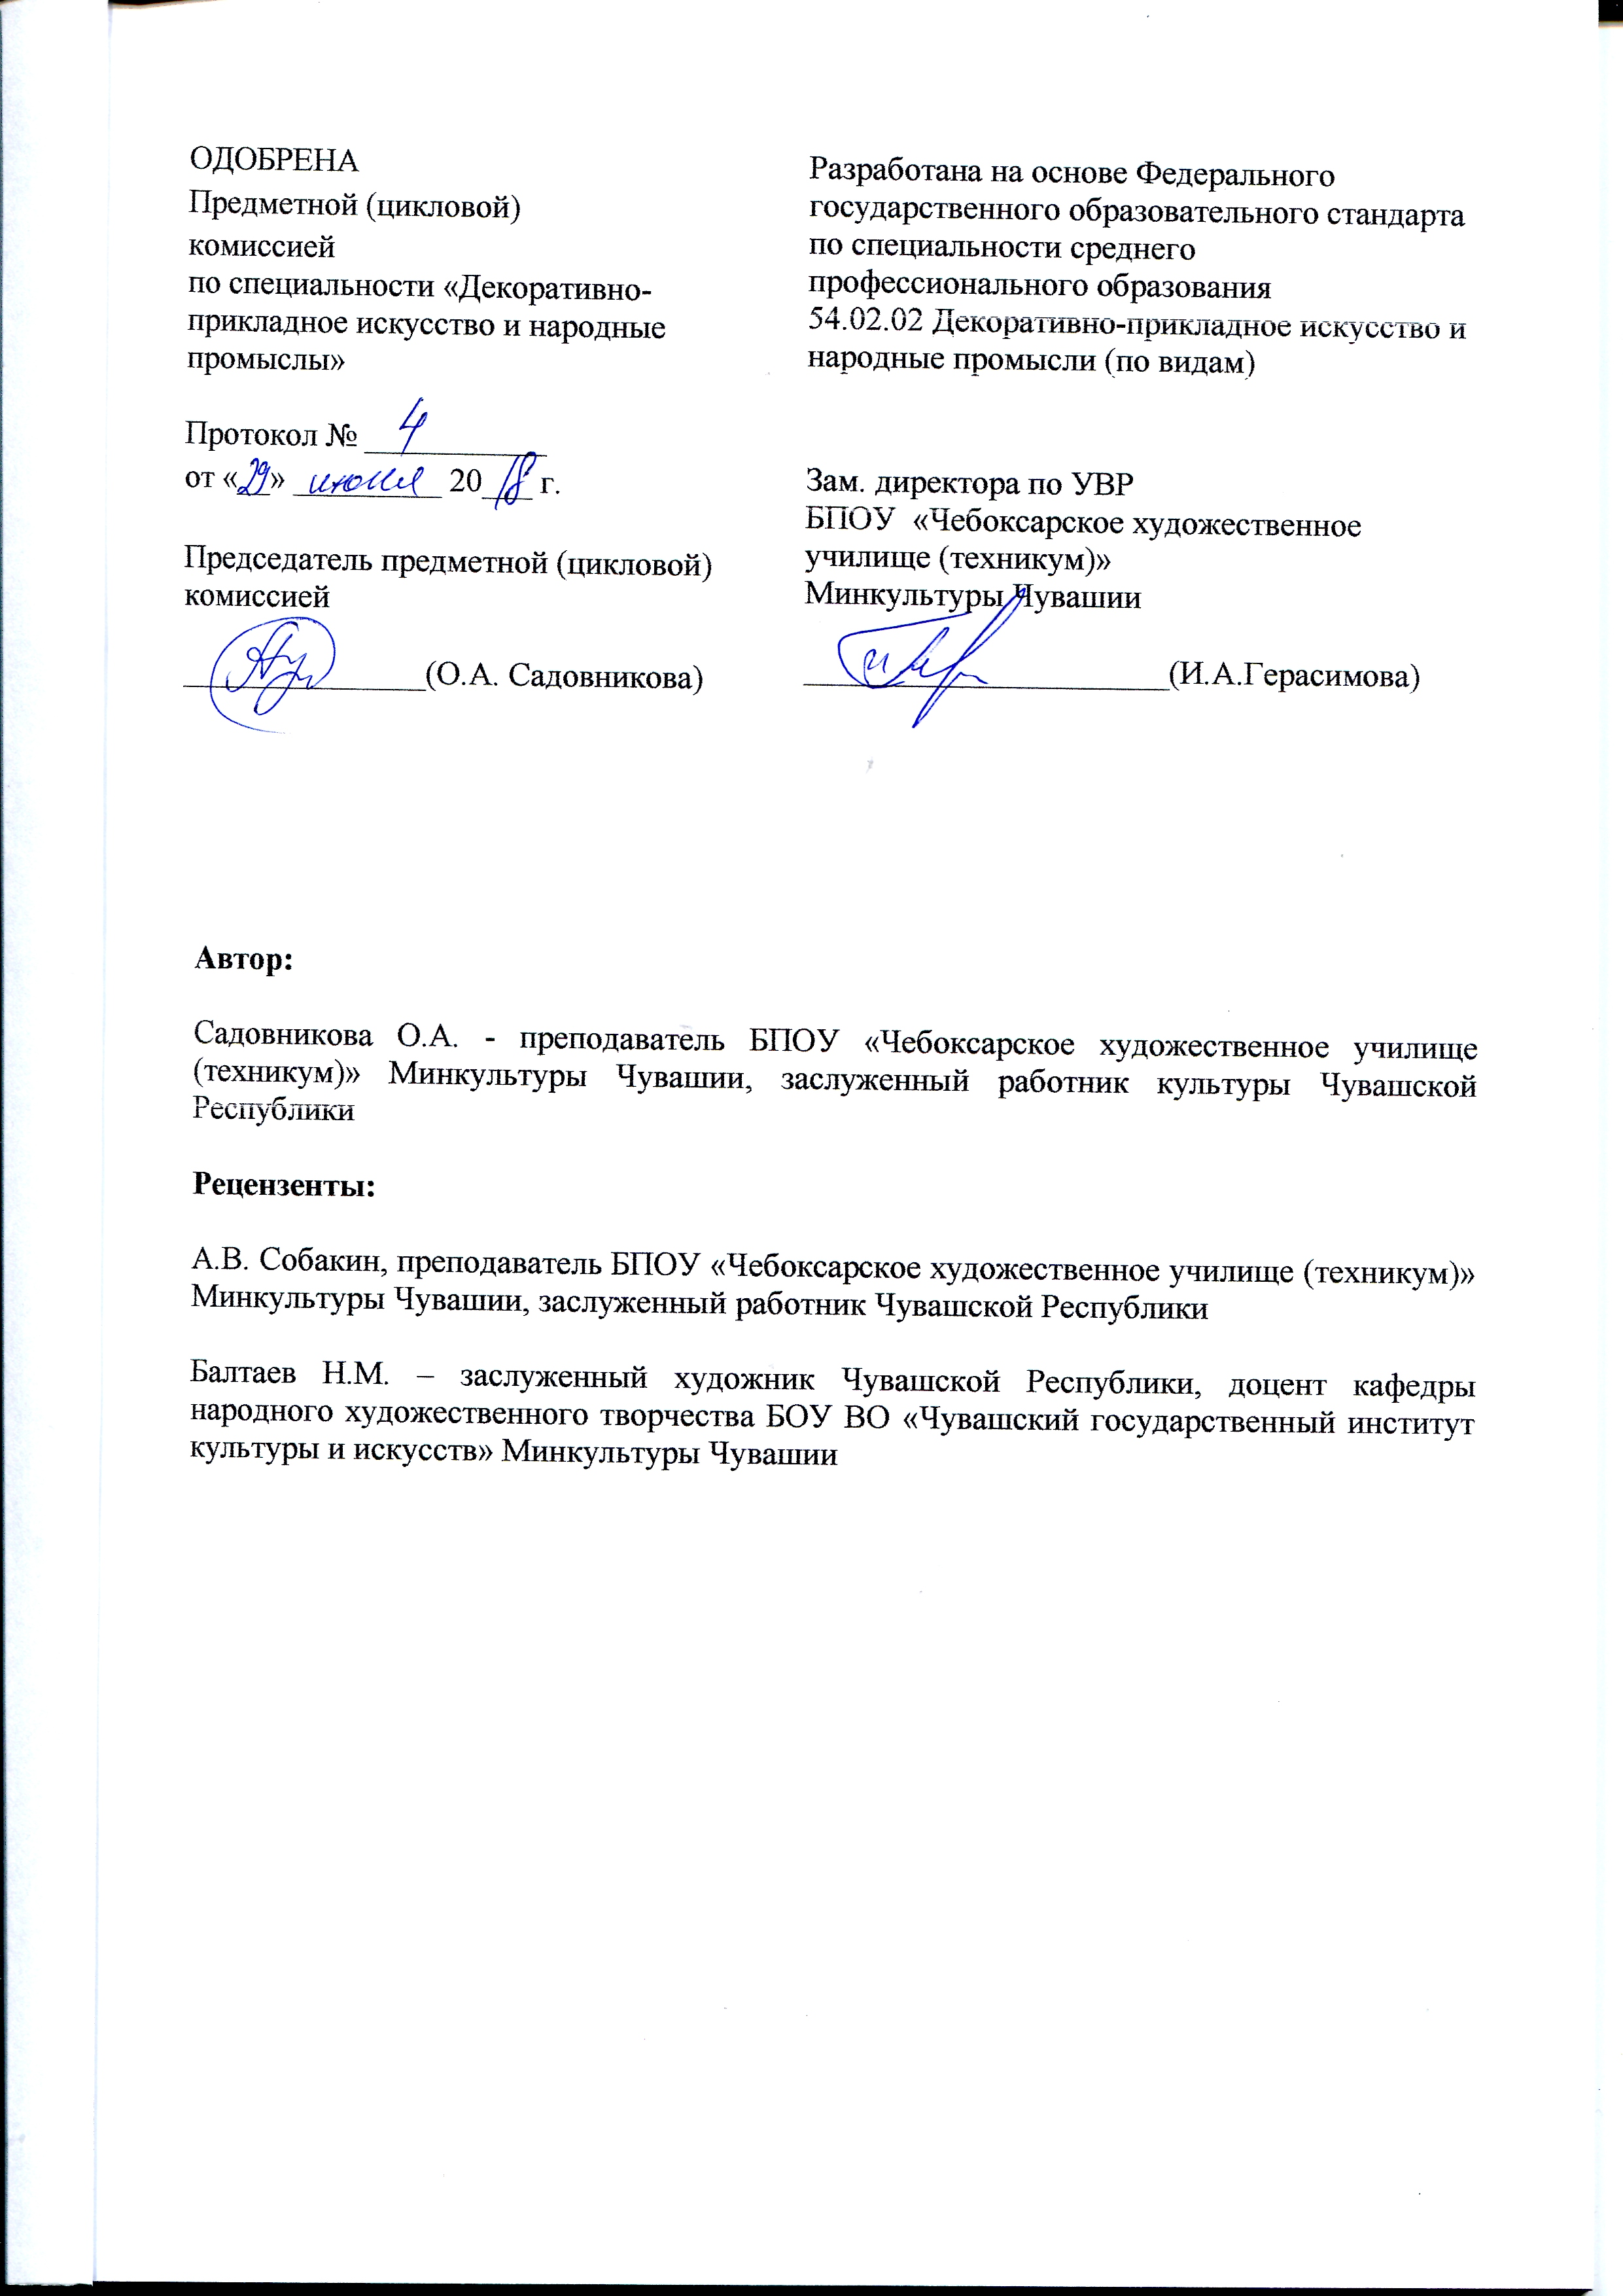 ОДОБРЕНА
Предметной (цикловой)
комиссией
по специальности «Декоративно-
прикладное искусство и народные
промыслы»
Протокол № 4
от «29» июня 2018 г.
Председатель предметной (цикловой)
комиссией
(О.А. Садовникова)
Разработана на основе Федерального
государственного образовательного стандарта
по специальности среднего
профессионального образования
54.02.02 Декоративно-прикладное искусство и
народные промысли (по видам)
Зам. директора по УВР
БПОУ «Чебоксарское художественное
училище (техникум)»
Минкультуры Чувашии
(И.А.Герасимова)
Автор:
Садовникова О.А. - преподаватель БПОУ «Чебоксарское художественное училище
(техникум)» Минкультуры Чувашии, заслуженный работник культуры Чувашской
Республики
Рецензенты:
А.В. Собакин, преподаватель БПОУ «Чебоксарское художественное училище (техникум)»
Минкультуры Чувашии, заслуженный работник Чувашской Республики
Балтаев Н.М. – заслуженный художник Чувашской Республики, доцент кафедры
народного художественного творчества БОУ ВО «Чувашский государственный институт
культуры и искусств» Минкультуры Чувашии